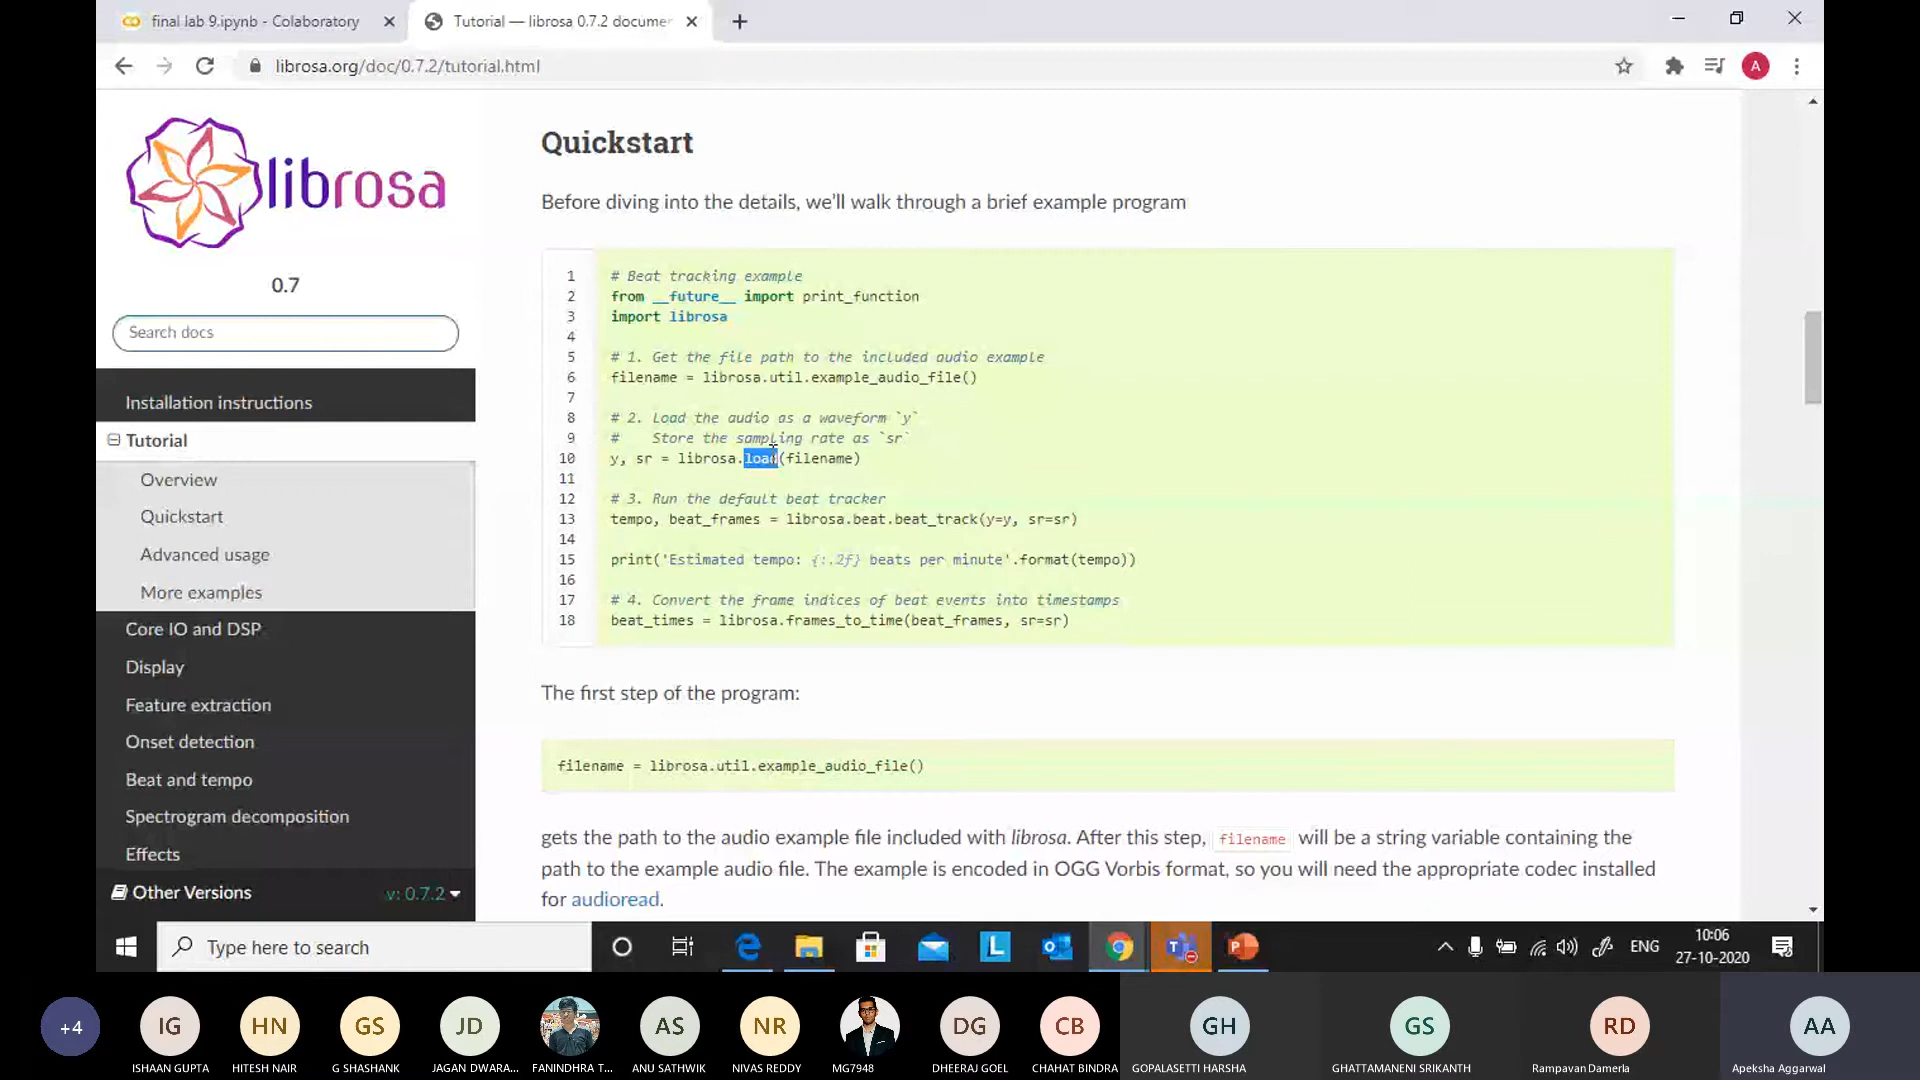 final lab 9.ipynb - Colaboratory
Tutorial — librosa 0.7.2 documen
librosa.org/doc/0.7.2/tutorial.html
A
librosa
0.7
Search docs
Installation instructions
Tutorial
Overview
Quickstart
Advanced usage
More examples
Core IO and DSP
Display
Feature extraction
Onset detection
Beat and tempo
Spectrogram decomposition
Effects
Other Versions v: 0.7.2
Quickstart
Before diving into the details, we'll walk through a brief example program
1 # Beat tracking example
2 from __future__ import print_function
3 import librosa
4
5 # 1. Get the file path to the included audio example
6 filename = librosa.util.example_audio_file()
7
8 # 2. Load the audio as a waveform `y`
9 #    Store the sampling rate as `sr`
10 y, sr = librosa.load(filename)
11
12 # 3. Run the default beat tracker
13 tempo, beat_frames = librosa.beat.beat_track(y=y, sr=sr)
14
15 print('Estimated tempo: {:.2f} beats per minute'.format(tempo))
16
17 # 4. Convert the frame indices of beat events into timestamps
18 beat_times = librosa.frames_to_time(beat_frames, sr=sr)
The first step of the program:
filename = librosa.util.example_audio_file()
gets the path to the audio example file included with librosa. After this step, filename will be a string variable containing the
path to the example audio file. The example is encoded in OGG Vorbis format, so you will need the appropriate codec installed
for audioread.
Type here to search
L
T
P
ENG
10:06
27-10-2020
+4
IG
HN
GS
JD
AS
NR
DG
CB
GH
GS
RD
AA
ISHAAN GUPTA
HITESH NAIR
G SHASHANK
JAGAN DWARA...
FANINDHRA T...
ANU SATHWIK
NIVAS REDDY
MG7948
DHEERAJ GOEL
CHAHAT BINDRA
GOPALASETTI HARSHA
GHATTAMANENI SRIKANTH
Rampavan Damerla
Apeksha Aggarwal